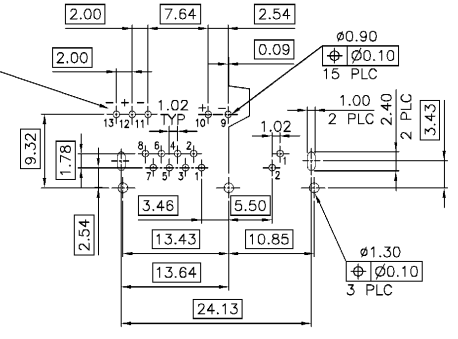 2.00 7.64 2.54
2.00 0.09 ø0.90
⌖ ø0.10
15 PLC
- + - + -
13 12 11 10 9
1.02
TYP
1.00
2 PLC
2.40
2 PLC
3.43
9.32
1.78
8 6 4 2
7 5 3 1
1.02
1
2
2.54
3.46 5.50
13.43 10.85
ø1.30
⌖ ø0.10
3 PLC
13.64
24.13